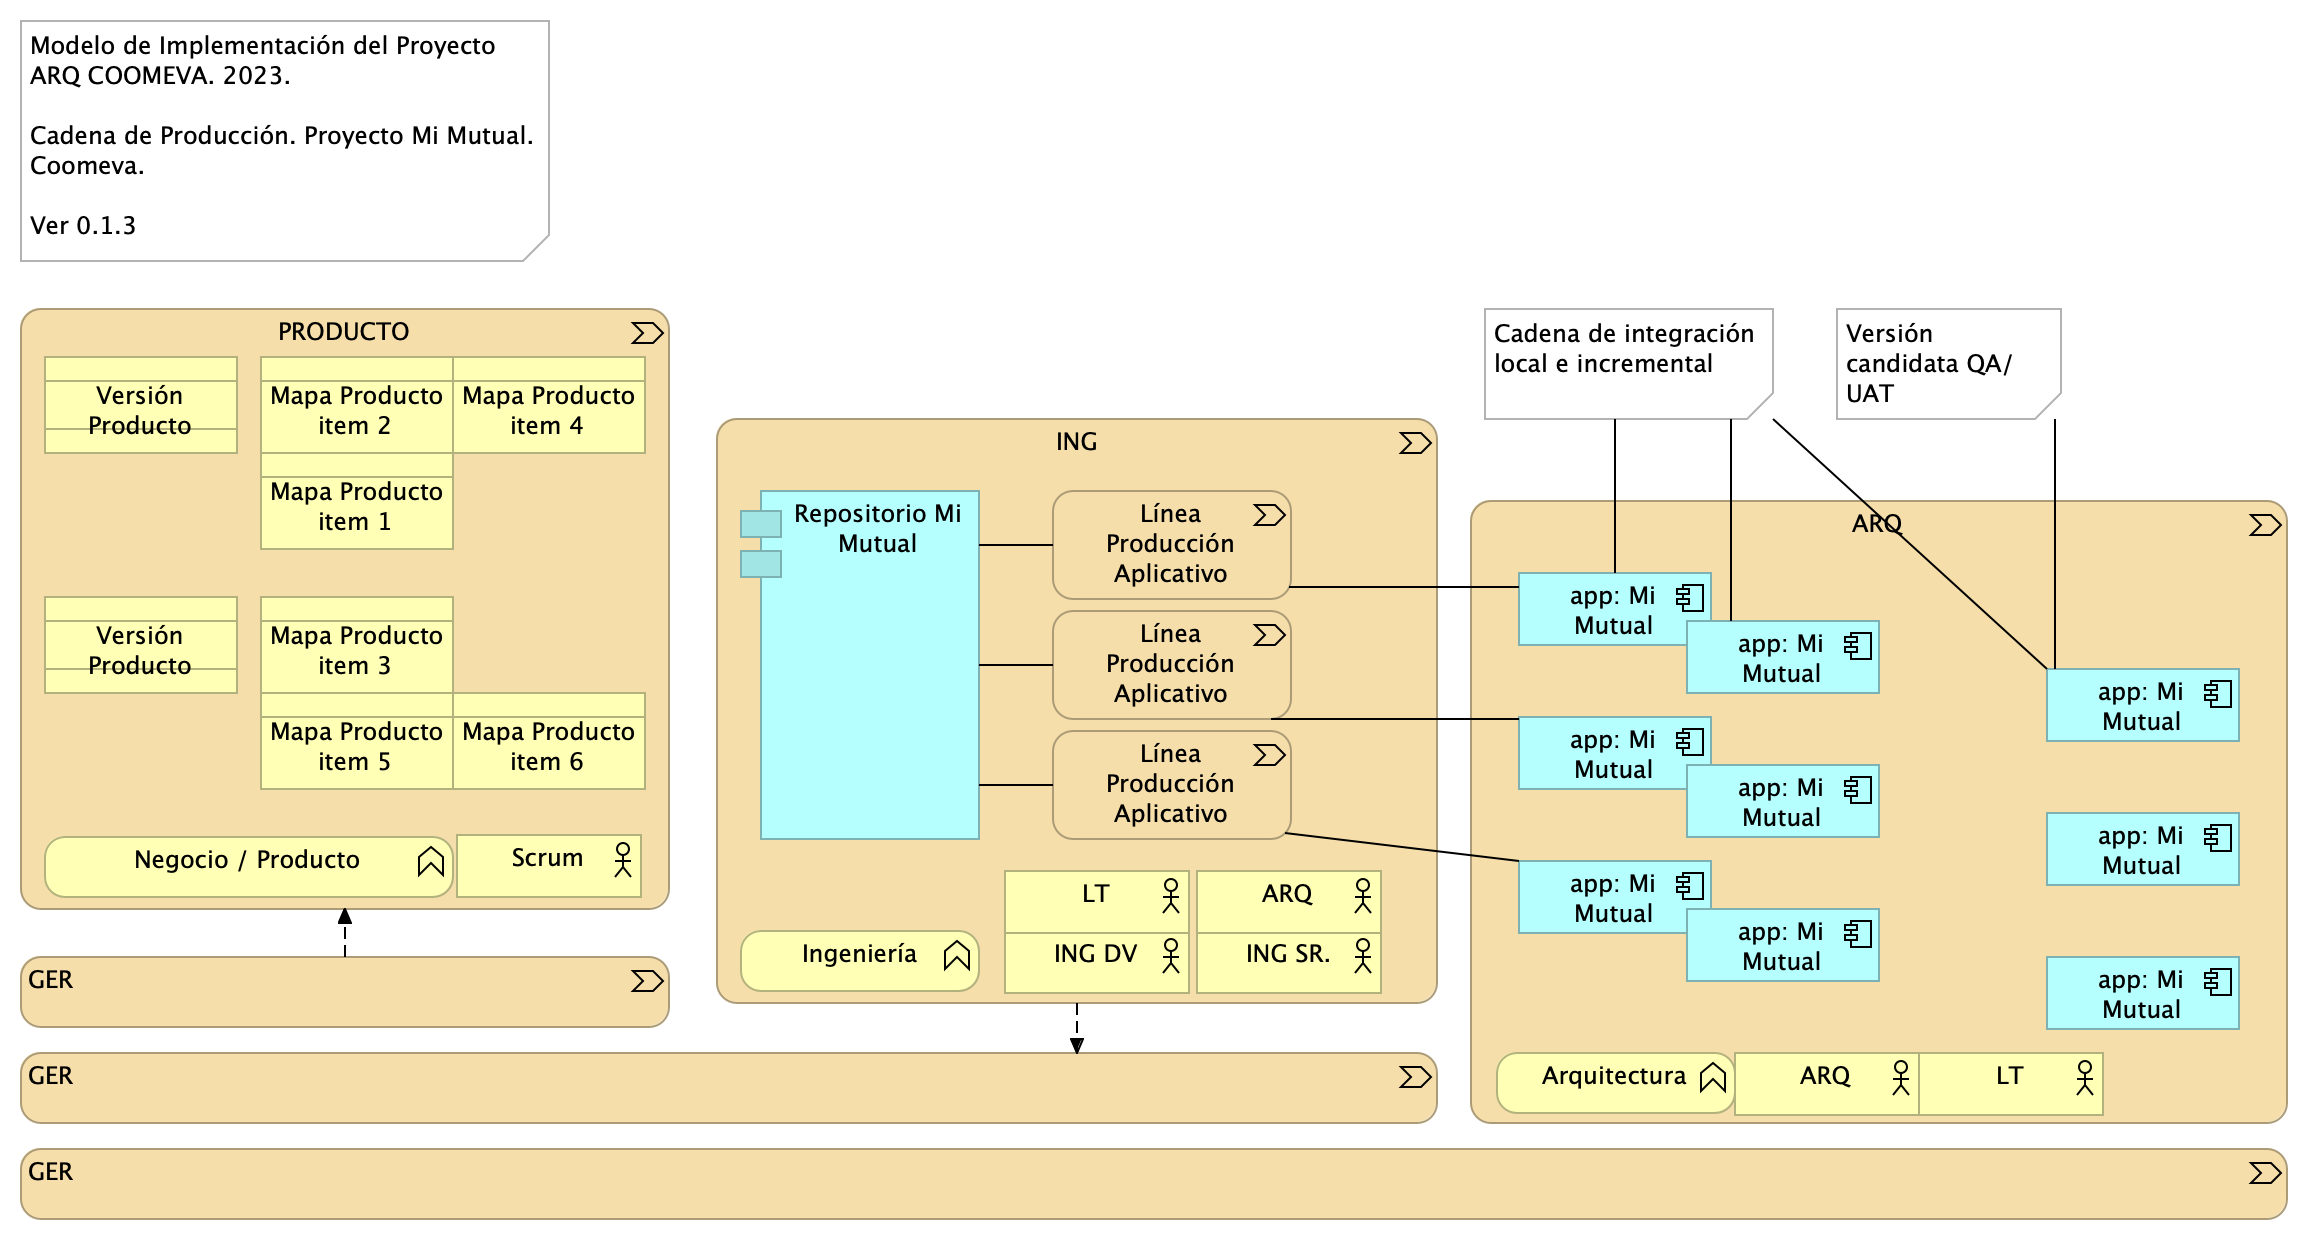 Modelo de Implementación del Proyecto
ARQ COOMEVA. 2023.
Cadena de Producción. Proyecto Mi Mutual.
Coomeva.
Ver 0.1.3
PRODUCTO
Versión
Producto
Mapa Producto
item 2
Mapa Producto
item 4
Mapa Producto
item 1
Versión
Producto
Mapa Producto
item 3
Mapa Producto
item 5
Mapa Producto
item 6
Negocio / Producto
Scrum
GER
GER
GER
ING
Repositorio Mi
Mutual
Línea
Producción
Aplicativo
Línea
Producción
Aplicativo
Línea
Producción
Aplicativo
LT
ARQ
Ingeniería
ING DV
ING SR.
Cadena de integración
local e incremental
Versión
candidata QA/
UAT
ARQ
app: Mi
Mutual
app: Mi
Mutual
app: Mi
Mutual
app: Mi
Mutual
app: Mi
Mutual
app: Mi
Mutual
app: Mi
Mutual
app: Mi
Mutual
app: Mi
Mutual
Arquitectura
ARQ
LT